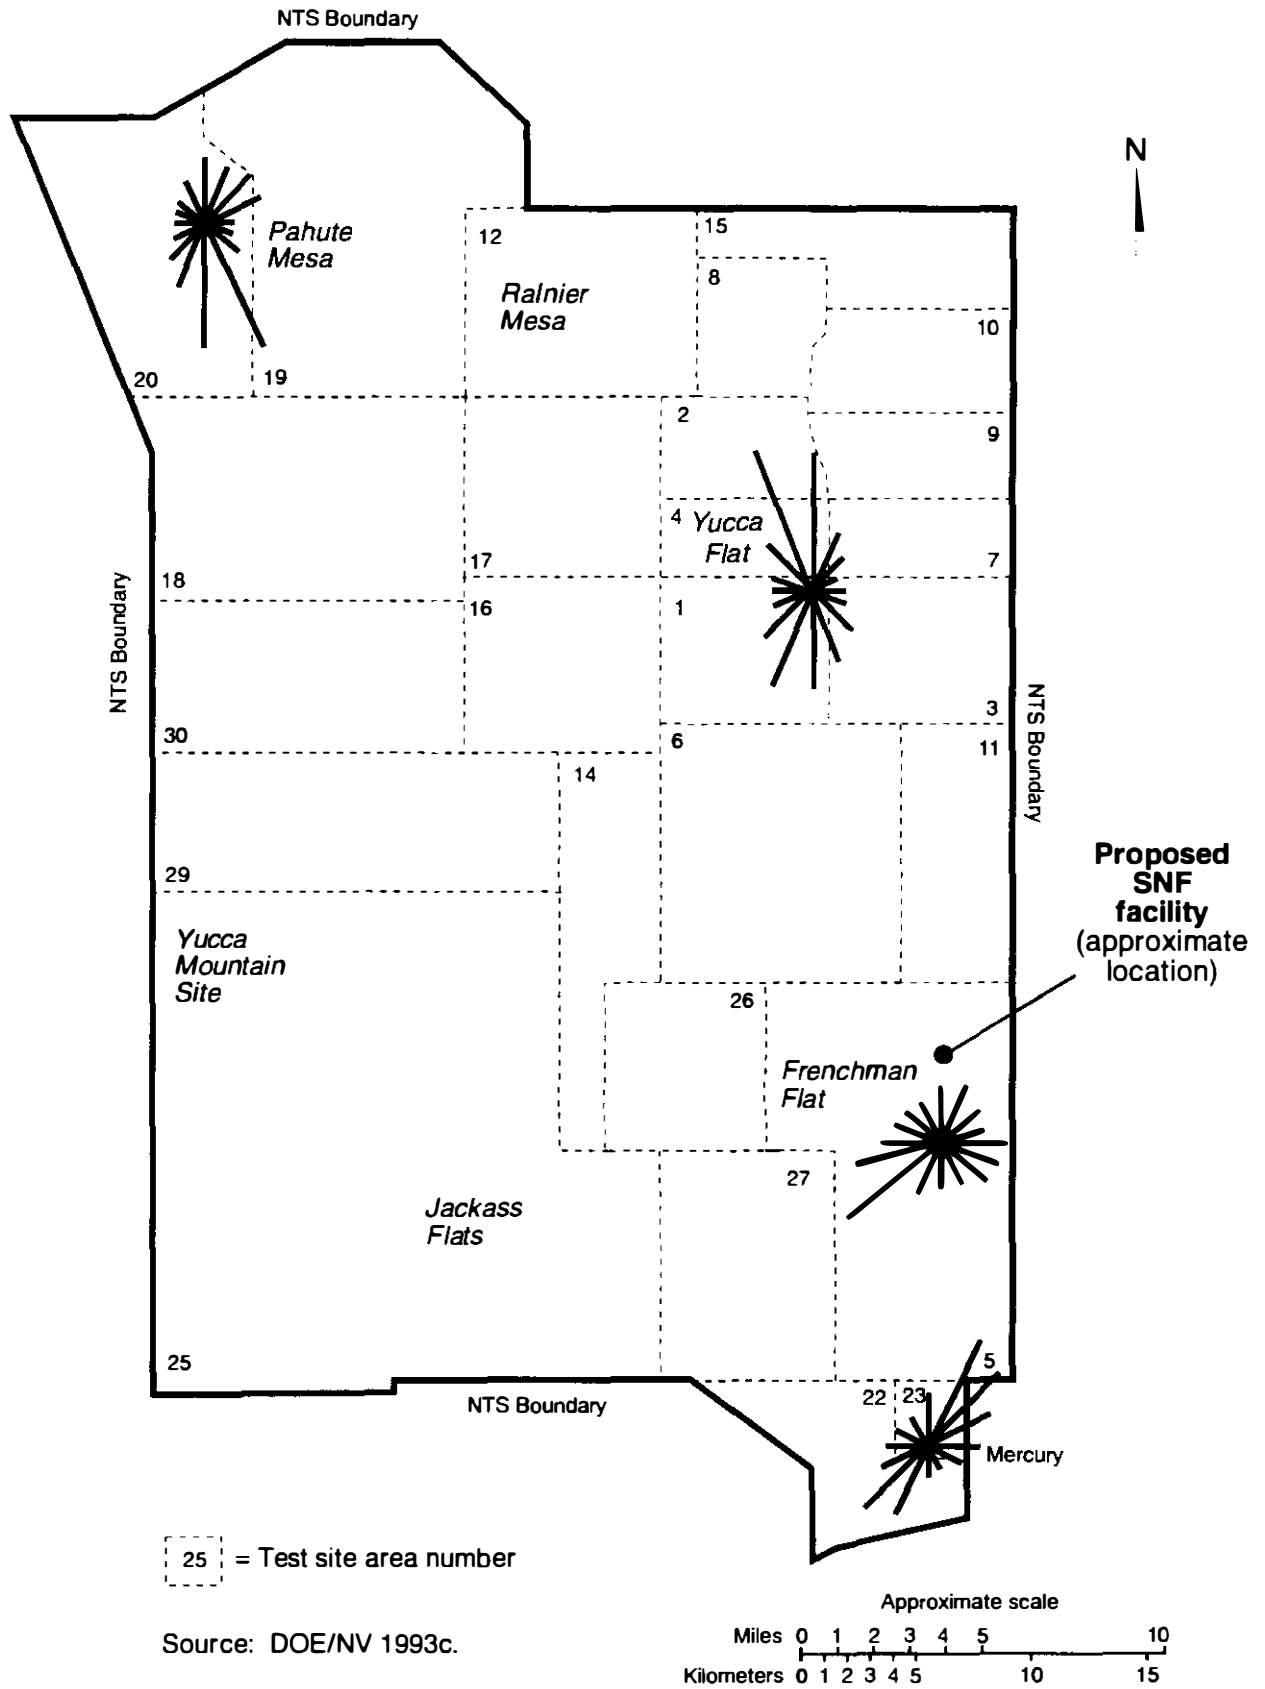 NTS Boundary
N
Pahute
Mesa
12
15
8
Rainier
Mesa
10
20
19
2
9
4
Yucca
Flat
17
7
18
16
1
NTS Boundary
3
NTS Boundary
30
6
11
14
29
Proposed
SNF
facility
(approximate
location)
Yucca
Mountain
Site
26
Frenchman
Flat
27
Jackass
Flats
25
5
NTS Boundary
22
23
Mercury
25 = Test site area number
Approximate scale
Source: DOE/NV 1993c.
Miles 0 1 2 3 4 5 10
Kilometers 0 1 2 3 4 5 10 15